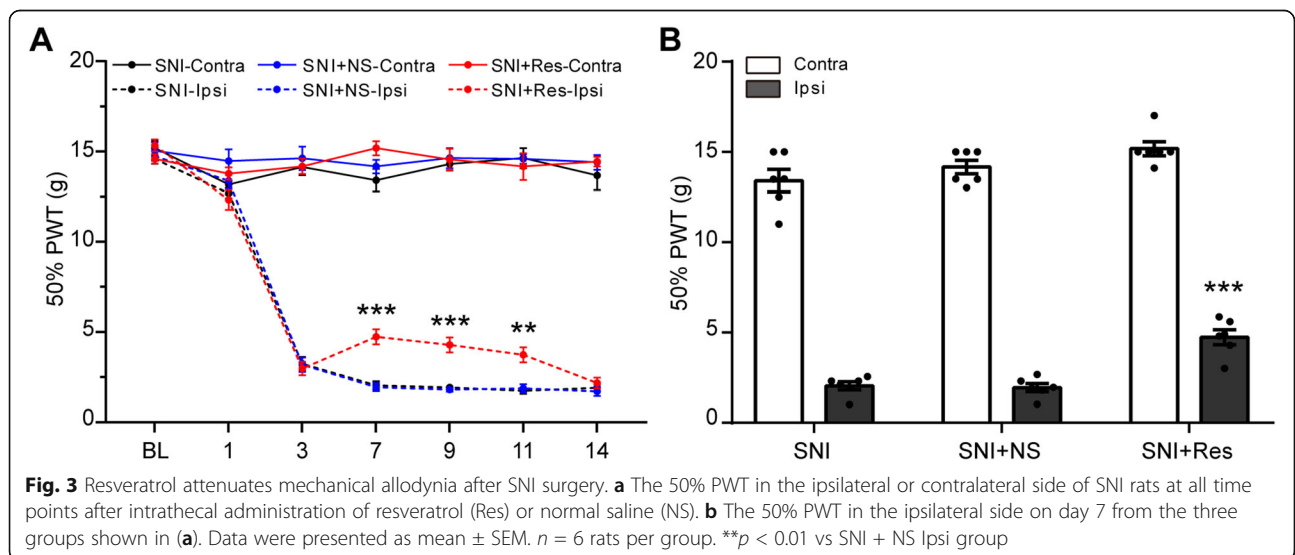 A
B
20
15
10
5
0
50% PWT (g)
SNI-Contra SNI+NS-Contra SNI+Res-Contra
SNI-Ipsi SNI+NS-Ipsi SNI+Res-Ipsi
*** *** **
BL 1 3 7 9 11 14
20
15
10
5
0
50% PWT (g)
Contra
Ipsi
***
SNI SNI+NS SNI+Res
Fig. 3 Resveratrol attenuates mechanical allodynia after SNI surgery. a The 50% PWT in the ipsilateral or contralateral side of SNI rats at all time
points after intrathecal administration of resveratrol (Res) or normal saline (NS). b The 50% PWT in the ipsilateral side on day 7 from the three
groups shown in (a). Data were presented as mean ± SEM. n = 6 rats per group. **p < 0.01 vs SNI + NS Ipsi group